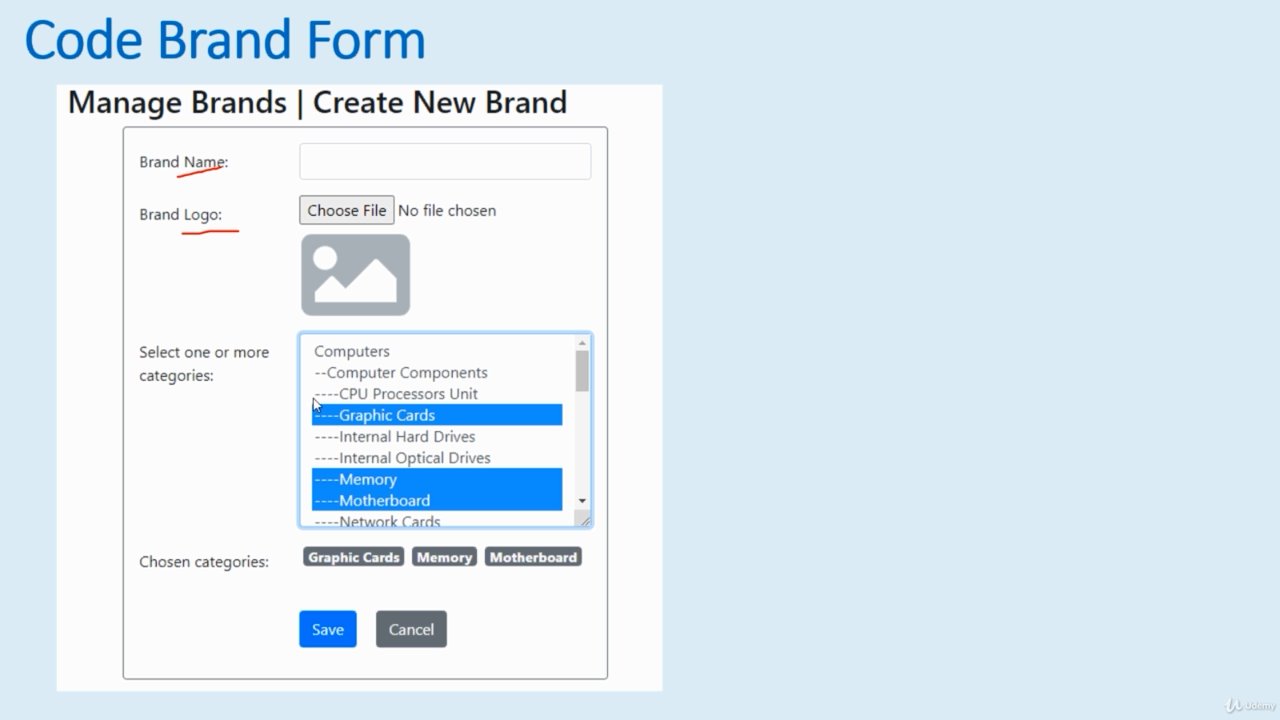 Code Brand Form
Manage Brands | Create New Brand
Brand Name:
Brand Logo:
Choose File No file chosen
Select one or more
categories:
Computers
--Computer Components
----CPU Processors Unit
----Graphic Cards
----Internal Hard Drives
----Internal Optical Drives
----Memory
----Motherboard
----Network Cards
Chosen categories:
Graphic Cards Memory Motherboard
Save Cancel
Udemy